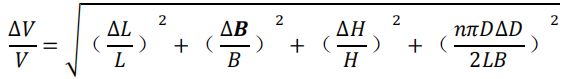 ΔV/V = √( (ΔL/L)² + (Δ𝑩/B)² + (ΔH/H)² + (nπDΔD/2LB)² )